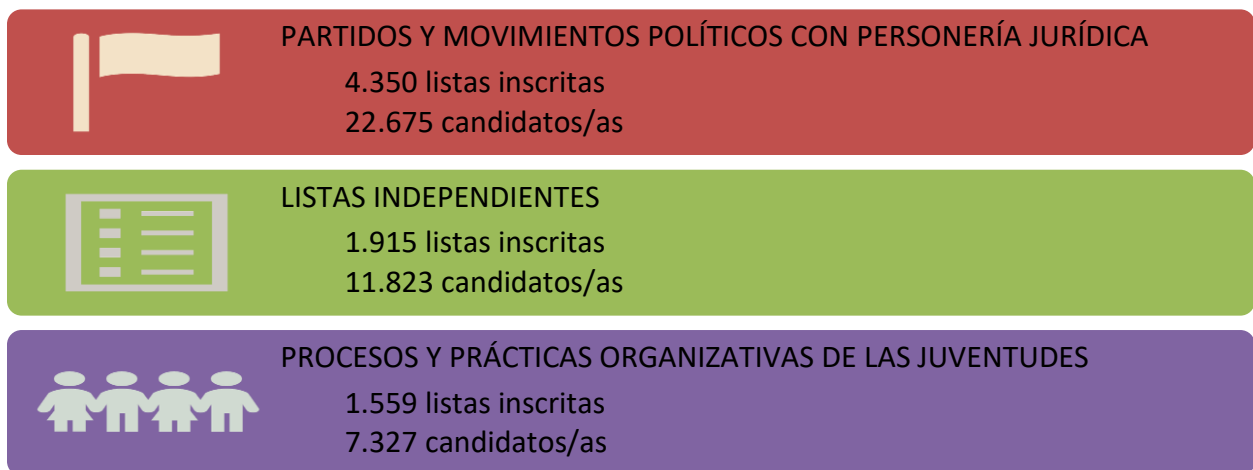 PARTIDOS Y MOVIMIENTOS POLÍTICOS CON PERSONERÍA JURÍDICA
4.350 listas inscritas
22.675 candidatos/as
LISTAS INDEPENDIENTES
1.915 listas inscritas
11.823 candidatos/as
PROCESOS Y PRÁCTICAS ORGANIZATIVAS DE LAS JUVENTUDES
1.559 listas inscritas
7.327 candidatos/as